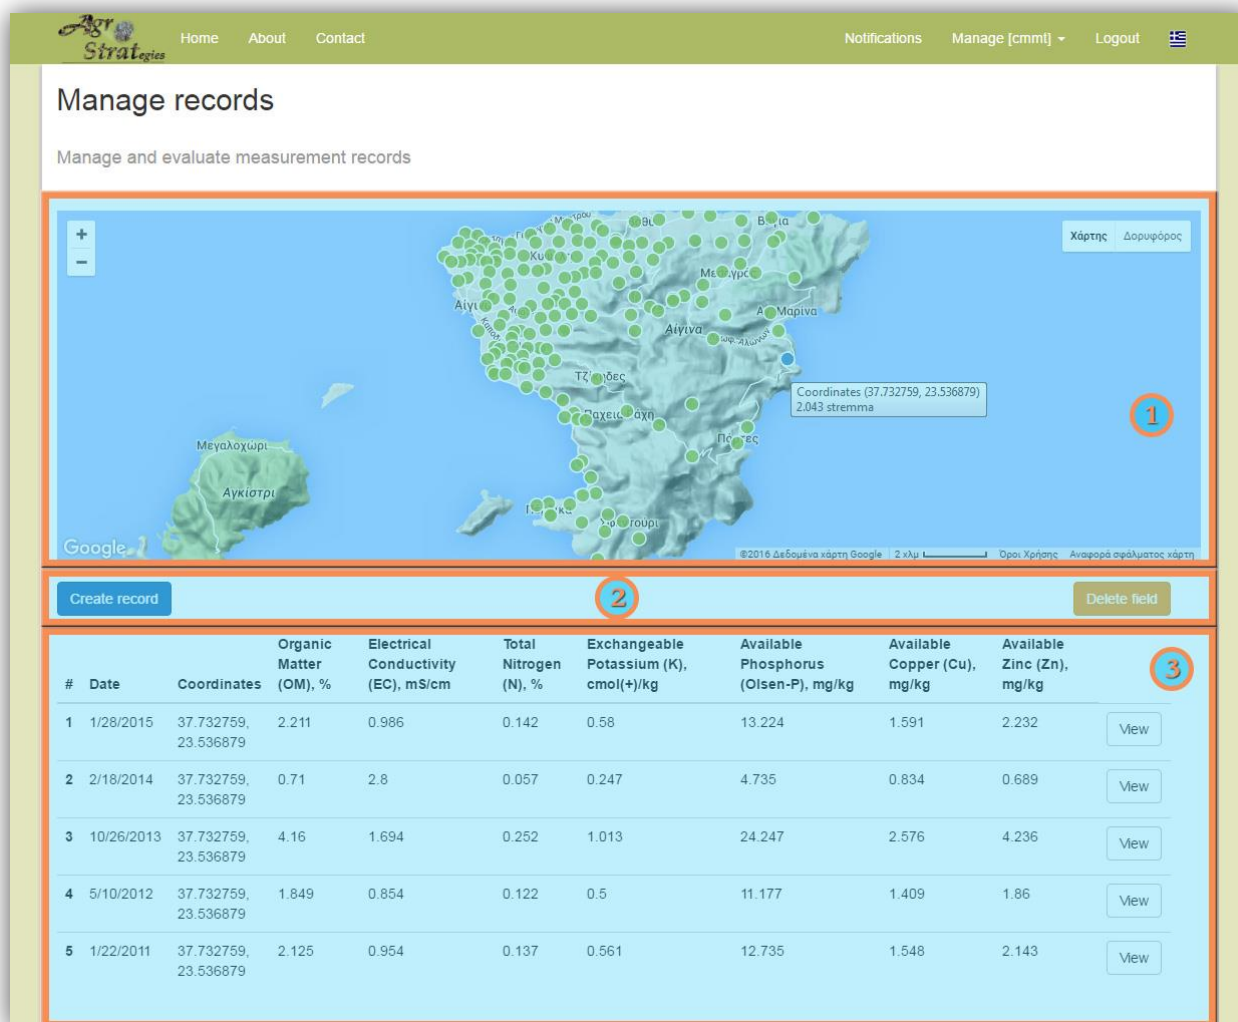 Agr
Strategies
Home About Contact Notifications Manage [cmmt] Logout
Manage records
Manage and evaluate measurement records
+
−
Χάρτης Δορυφόρος
Αίγινα
Μαρίνα
Coordinates (37.732759, 23.536879)
2.043 stremma
1
Μεγαλοχώρι
Αγκίστρι
Google
©2016 Δεδομένα χάρτη Google 2 χλμ Όροι Χρήσης Αναφορά σφάλματος χάρτη
Create record 2 Delete field
3
# Date Coordinates Organic Matter (OM), % Electrical Conductivity (EC), mS/cm Total Nitrogen (N), % Exchangeable Potassium (K), cmol(+)/kg Available Phosphorus (Olsen-P), mg/kg Available Copper (Cu), mg/kg Available Zinc (Zn), mg/kg
1 1/28/2015 37.732759, 23.536879 2.211 0.986 0.142 0.58 13.224 1.591 2.232 View
2 2/18/2014 37.732759, 23.536879 0.71 2.8 0.057 0.247 4.735 0.834 0.689 View
3 10/26/2013 37.732759, 23.536879 4.16 1.694 0.252 1.013 24.247 2.576 4.236 View
4 5/10/2012 37.732759, 23.536879 1.849 0.854 0.122 0.5 11.177 1.409 1.86 View
5 1/22/2011 37.732759, 23.536879 2.125 0.954 0.137 0.561 12.735 1.548 2.143 View